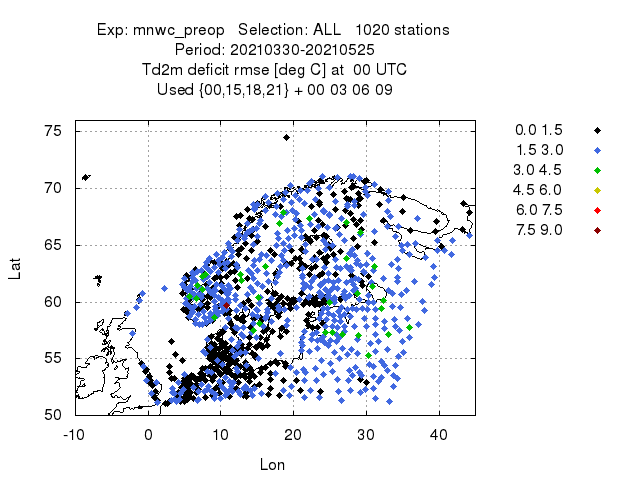 Exp: mnwc_preop   Selection: ALL   1020 stations
Period: 20210330-20210525
Td2m deficit rmse [deg C] at  00 UTC
Used {00,15,18,21} + 00 03 06 09
0.0 1.5
1.5 3.0
3.0 4.5
4.5 6.0
6.0 7.5
7.5 9.0
75
70
65
60
55
50
Lat
-10 0 10 20 30 40
Lon